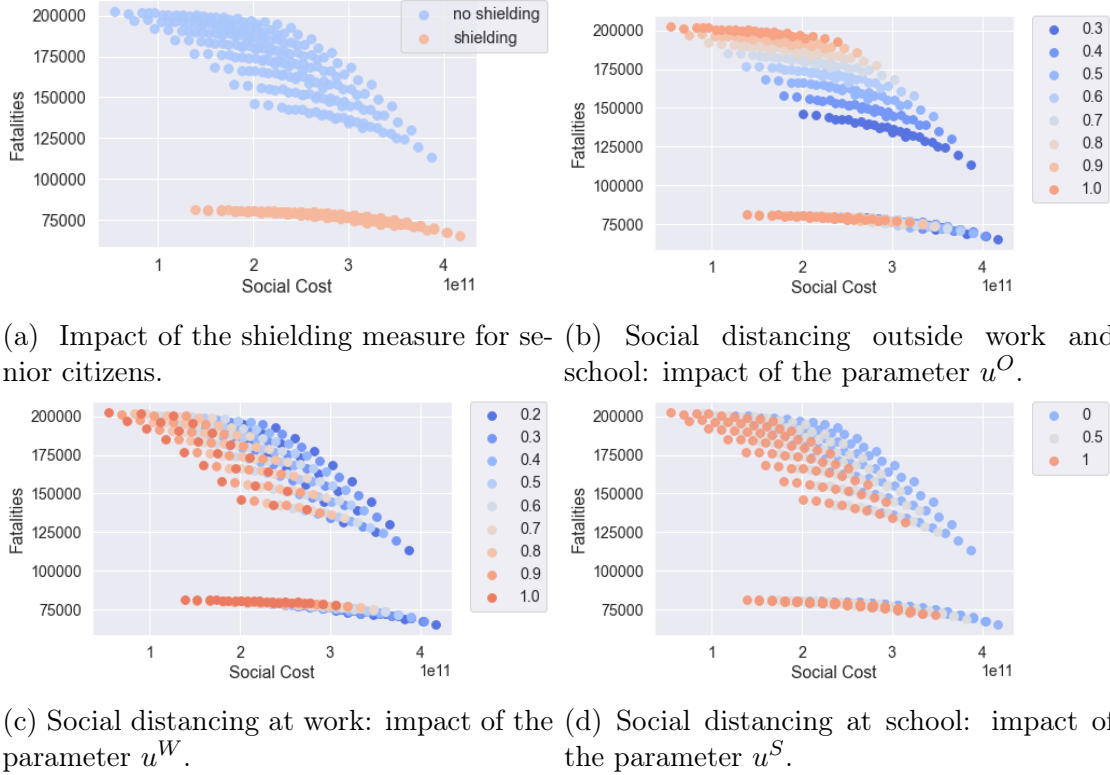 200000
175000
150000
125000
100000
75000
Fatalities
1
2
3
4
1e11
Social Cost
no shielding
shielding
(a) Impact of the shielding measure for se-
nior citizens.
200000
175000
150000
125000
100000
75000
Fatalities
1
2
3
4
1e11
Social Cost
0.3
0.4
0.5
0.6
0.7
0.8
0.9
1.0
(b) Social distancing outside work and
school: impact of the parameter u^O.
200000
175000
150000
125000
100000
75000
Fatalities
1
2
3
4
1e11
Social Cost
0.2
0.3
0.4
0.5
0.6
0.7
0.8
0.9
1.0
(c) Social distancing at work: impact of the
parameter u^W.
200000
175000
150000
125000
100000
75000
Fatalities
1
2
3
4
1e11
Social Cost
0
0.5
1
(d) Social distancing at school: impact of
the parameter u^S.